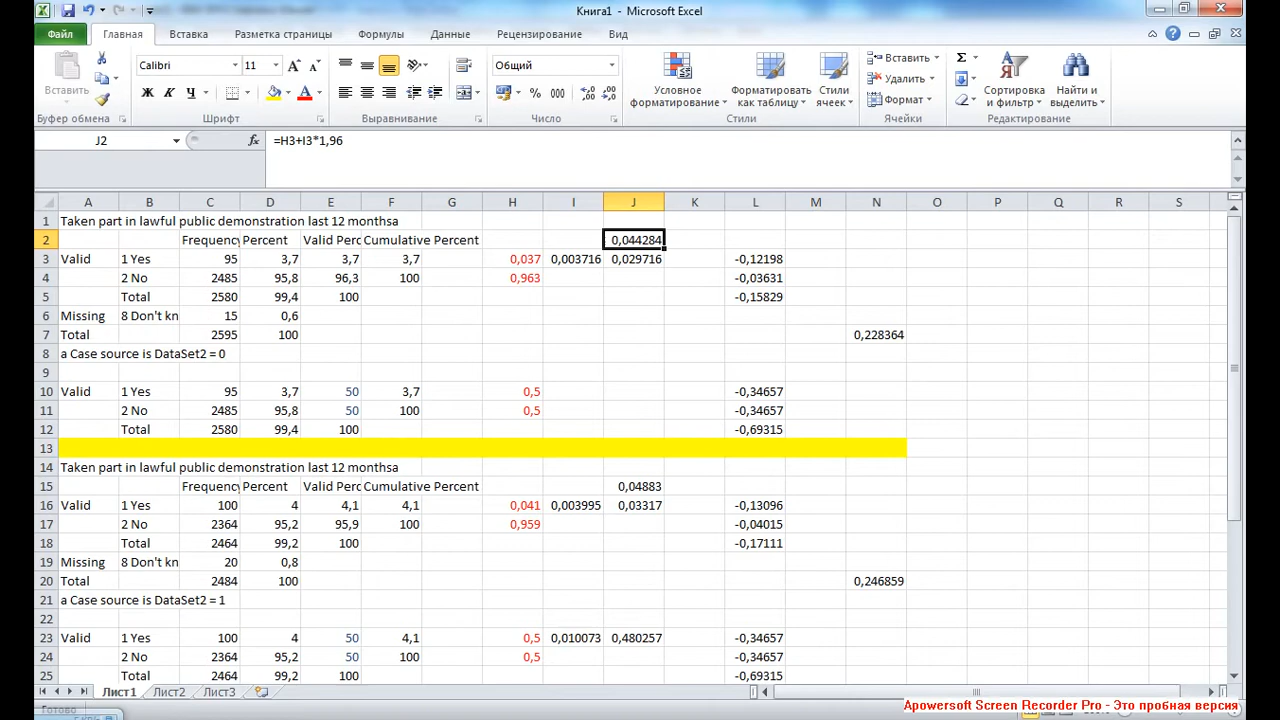 Книга1 - Microsoft Excel
Файл Главная Вставка Разметка страницы Формулы Данные Рецензирование Вид
Вставить Calibri 11 Общий Условное форматирование Форматировать как таблицу Стили ячеек Вставить Удалить Формат Сортировка и фильтр Найти и выделить
Ж К Ч % 000
Буфер обмена Шрифт Выравнивание Число Стили Ячейки Редактирование
J2 fx =H3+I3*1,96
A B C D E F G H I J K L M N O P Q R S
1 Taken part in lawful public demonstration last 12 monthsa
2 Frequency Percent Valid Perc Cumulative Percent 0,044284
3 Valid 1 Yes 95 3,7 3,7 3,7 0,037 0,003716 0,029716 -0,12198
4 2 No 2485 95,8 96,3 100 0,963 -0,03631
5 Total 2580 99,4 100 -0,15829
6 Missing 8 Don't kn 15 0,6
7 Total 2595 100 0,228364
8 a Case source is DataSet2 = 0
9
10 Valid 1 Yes 95 3,7 50 3,7 0,5 -0,34657
11 2 No 2485 95,8 50 100 0,5 -0,34657
12 Total 2580 99,4 100 -0,69315
13
14 Taken part in lawful public demonstration last 12 monthsa
15 Frequency Percent Valid Perc Cumulative Percent 0,04883
16 Valid 1 Yes 100 4 4,1 4,1 0,041 0,003995 0,03317 -0,13096
17 2 No 2364 95,2 95,9 100 0,959 -0,04015
18 Total 2464 99,2 100 -0,17111
19 Missing 8 Don't kn 20 0,8
20 Total 2484 100 0,246859
21 a Case source is DataSet2 = 1
22
23 Valid 1 Yes 100 4 50 4,1 0,5 0,010073 0,480257 -0,34657
24 2 No 2364 95,2 50 100 0,5 -0,34657
25 Total 2464 99,2 100 -0,69315
Лист1 Лист2 Лист3
Apowersoft Screen Recorder Pro - Это пробная версия
Готово